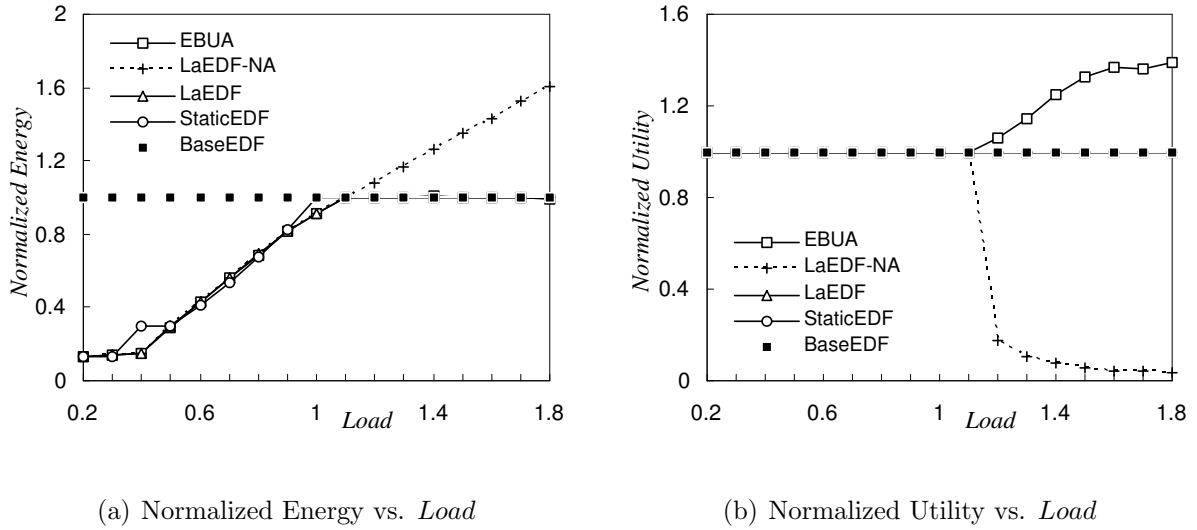 2
1.6
1.2
0.8
0.4
0
Normalized Energy
EBUA
LaEDF-NA
LaEDF
StaticEDF
BaseEDF
0.2
0.6
1
1.4
1.8
Load
(a) Normalized Energy vs. Load
1.6
1.2
0.8
0.4
0
Normalized Utility
EBUA
LaEDF-NA
LaEDF
StaticEDF
BaseEDF
0.2
0.6
1
1.4
1.8
Load
(b) Normalized Utility vs. Load